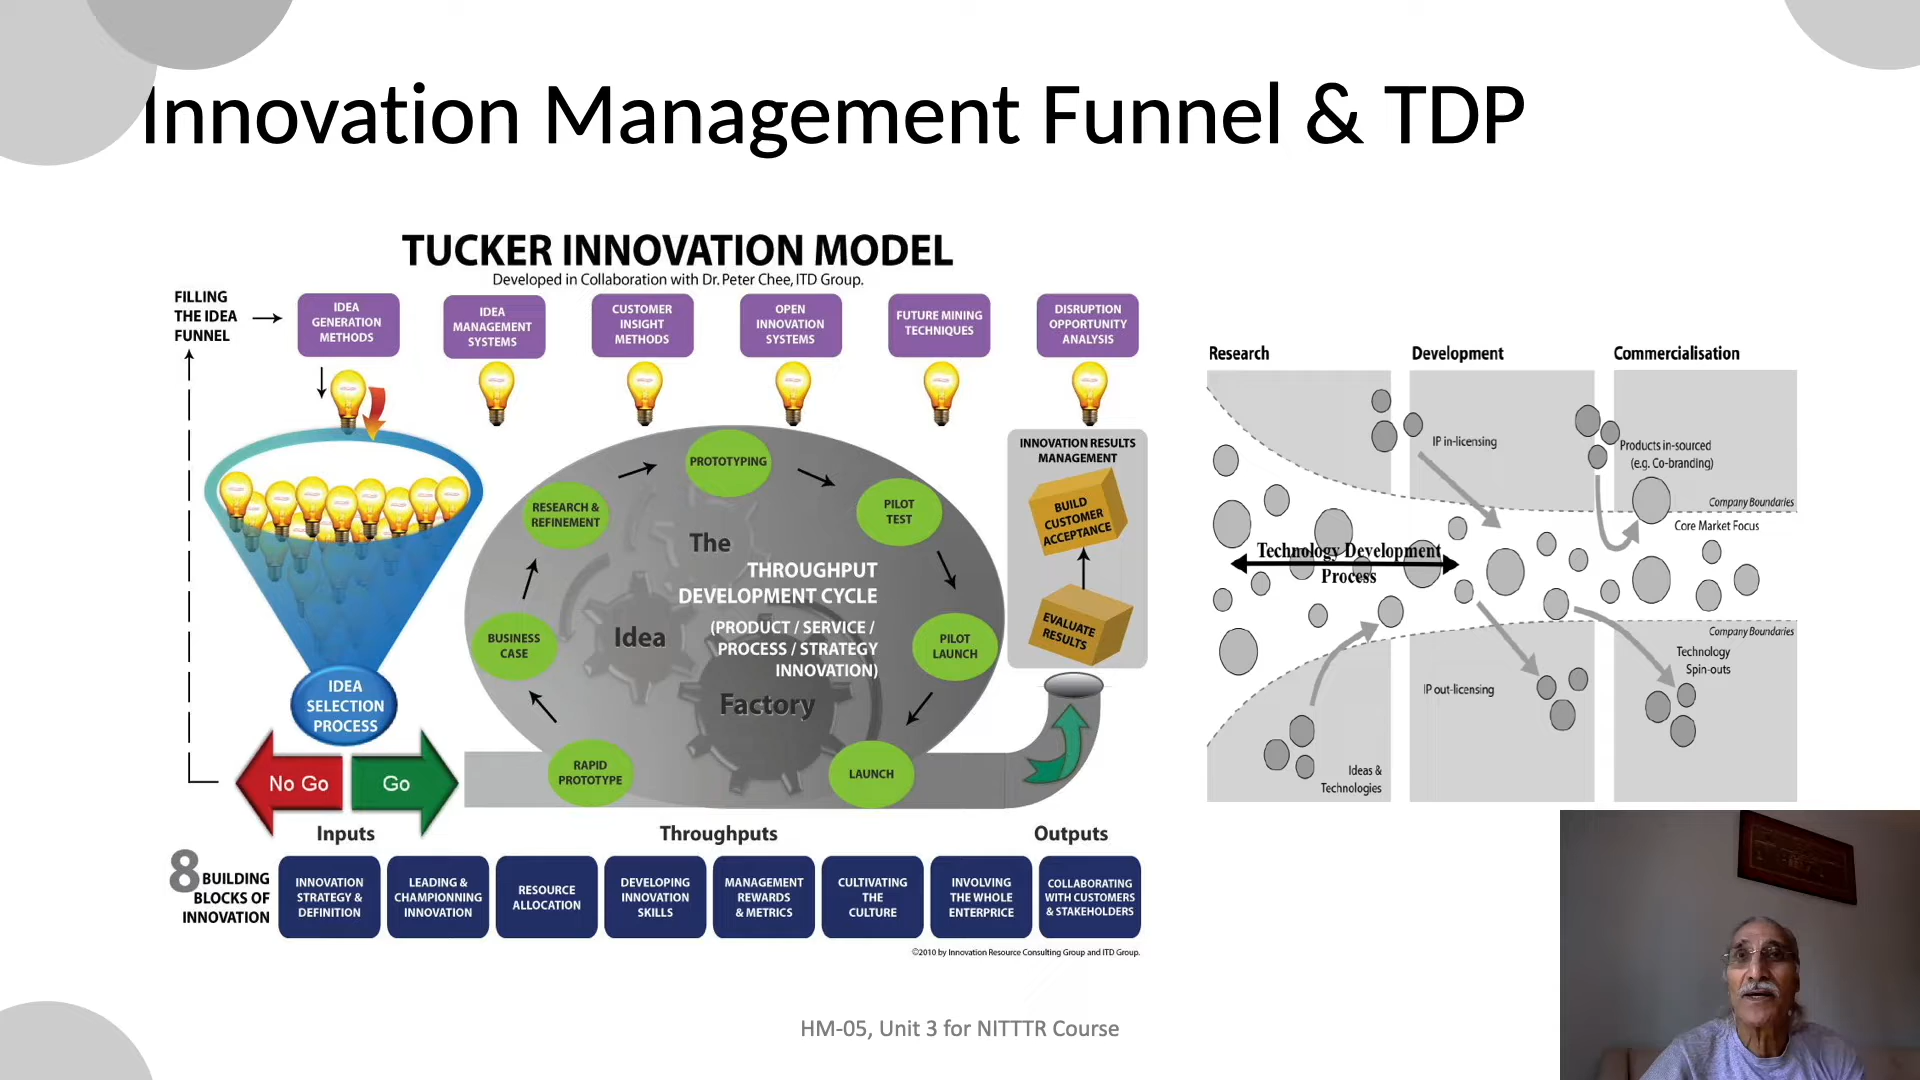 Innovation Management Funnel & TDP
TUCKER INNOVATION MODEL
Developed in Collaboration with Dr. Peter Chee, ITD Group.
FILLING
THE IDEA
FUNNEL
IDEA
GENERATION
METHODS
IDEA
MANAGEMENT
SYSTEMS
CUSTOMER
INSIGHT
METHODS
OPEN
INNOVATION
SYSTEMS
FUTURE MINING
TECHNIQUES
DISRUPTION
OPPORTUNITY
ANALYSIS
IDEA
SELECTION
PROCESS
No Go
Go
The
Idea
Factory
THROUGHPUT
DEVELOPMENT CYCLE
(PRODUCT / SERVICE /
PROCESS / STRATEGY
INNOVATION)
RAPID
PROTOTYPE
BUSINESS
CASE
RESEARCH &
REFINEMENT
PROTOTYPING
PILOT
TEST
PILOT
LAUNCH
LAUNCH
INNOVATION RESULTS
MANAGEMENT
BUILD
CUSTOMER
ACCEPTANCE
EVALUATE
RESULTS
Inputs
Throughputs
Outputs
8 BUILDING
BLOCKS OF
INNOVATION
INNOVATION
STRATEGY &
DEFINITION
LEADING &
CHAMPIONNING
INNOVATION
RESOURCE
ALLOCATION
DEVELOPING
INNOVATION
SKILLS
MANAGEMENT
REWARDS
& METRICS
CULTIVATING
THE
CULTURE
INVOLVING
THE WHOLE
ENTERPRICE
COLLABORATING
WITH CUSTOMERS
& STAKEHOLDERS
©2010 by Innovation Resource Consulting Group and ITD Group.
Research
Development
Commercialisation
IP in-licensing
Products in-sourced
(e.g. Co-branding)
Company Boundaries
Core Market Focus
Technology Development
Process
Company Boundaries
Technology
Spin-outs
IP out-licensing
Ideas &
Technologies
HM-05, Unit 3 for NITTTR Course